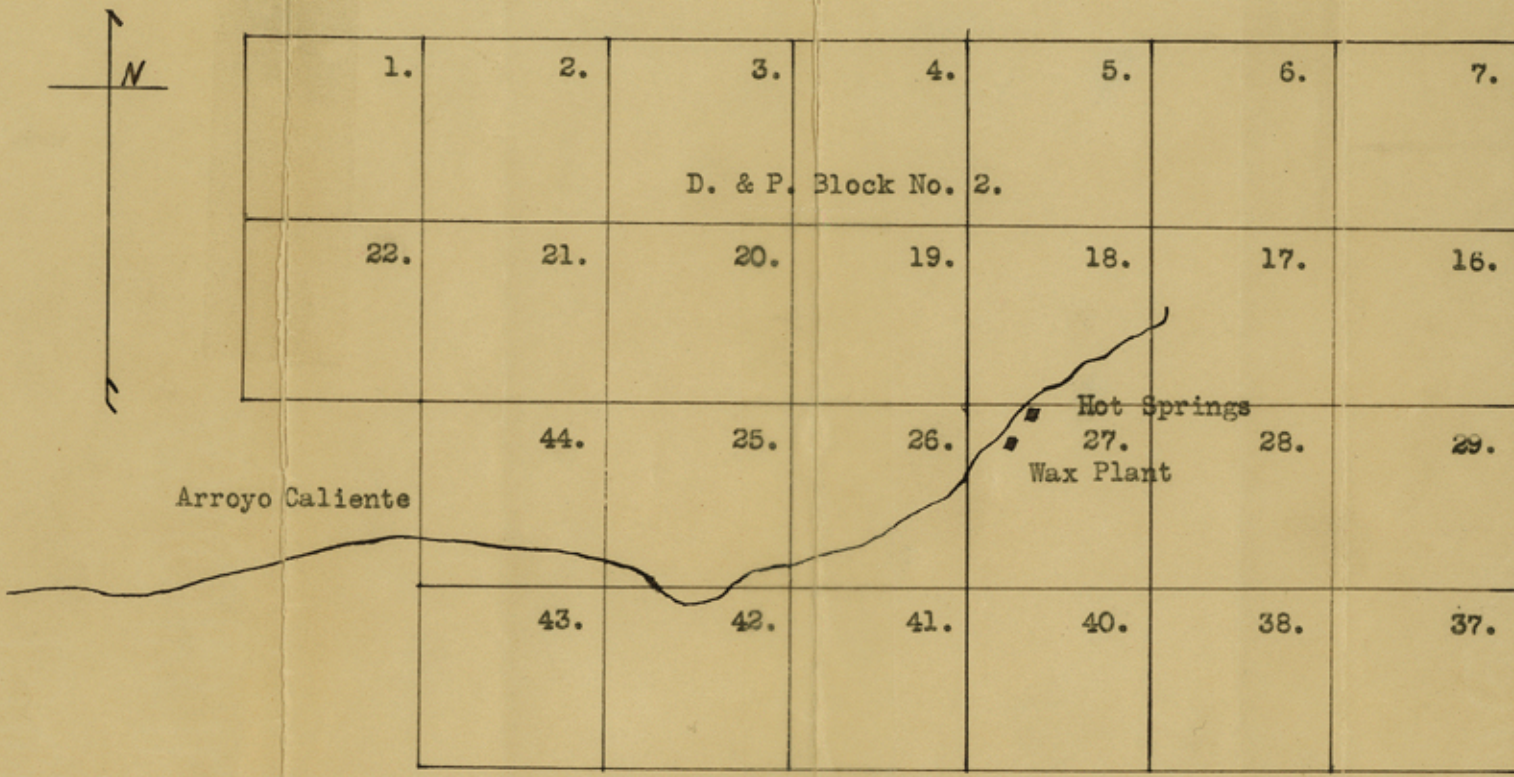 N
1. 2. 3. 4. 5. 6. 7.
D. & P. Block No. 2.
22. 21. 20. 19. 18. 17. 16.
Hot Springs
44. 25. 26. 27. 28. 29.
Wax Plant
Arroyo Caliente
43. 42. 41. 40. 38. 37.